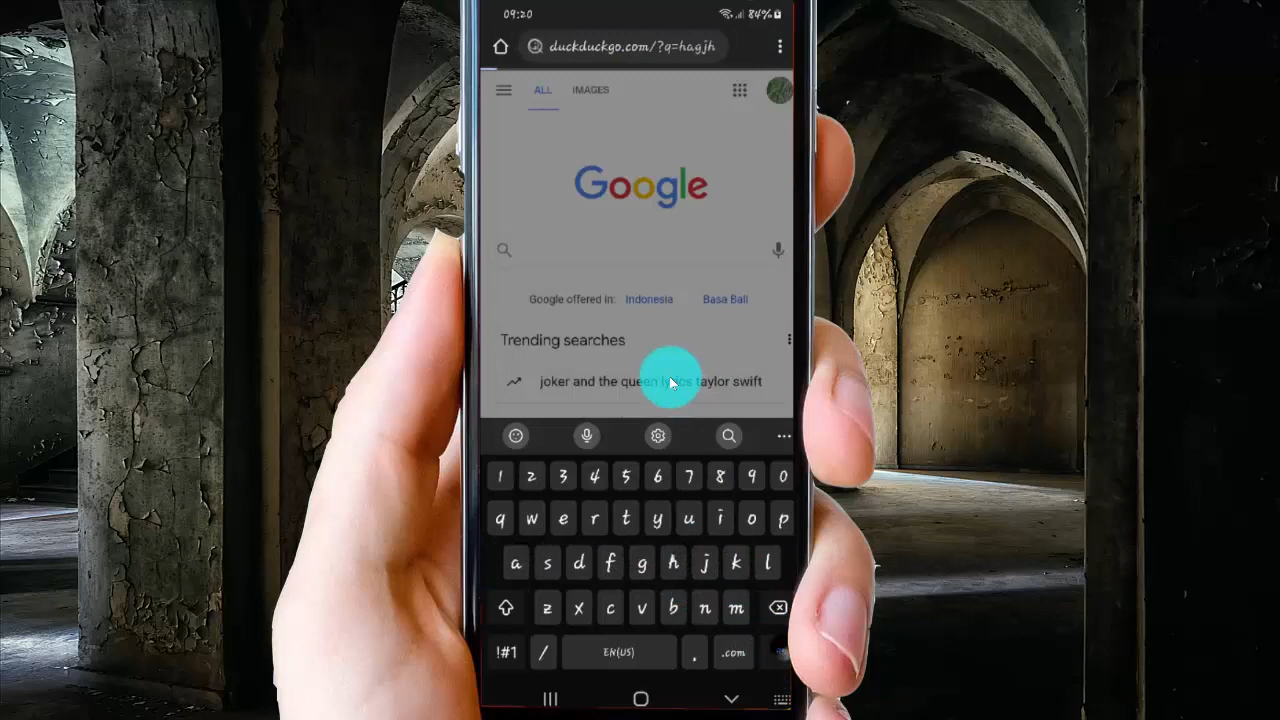 09:20 84%
duckduckgo.com/?q=hagjh
ALL IMAGES
Google
Google offered in: Indonesia Basa Bali
Trending searches
joker and the queen lyrics taylor swift
1 2 3 4 5 6 7 8 9 0
q w e r t y u i o p
a s d f g h j k l
z x c v b n m
!#1 / EN(US) . .com